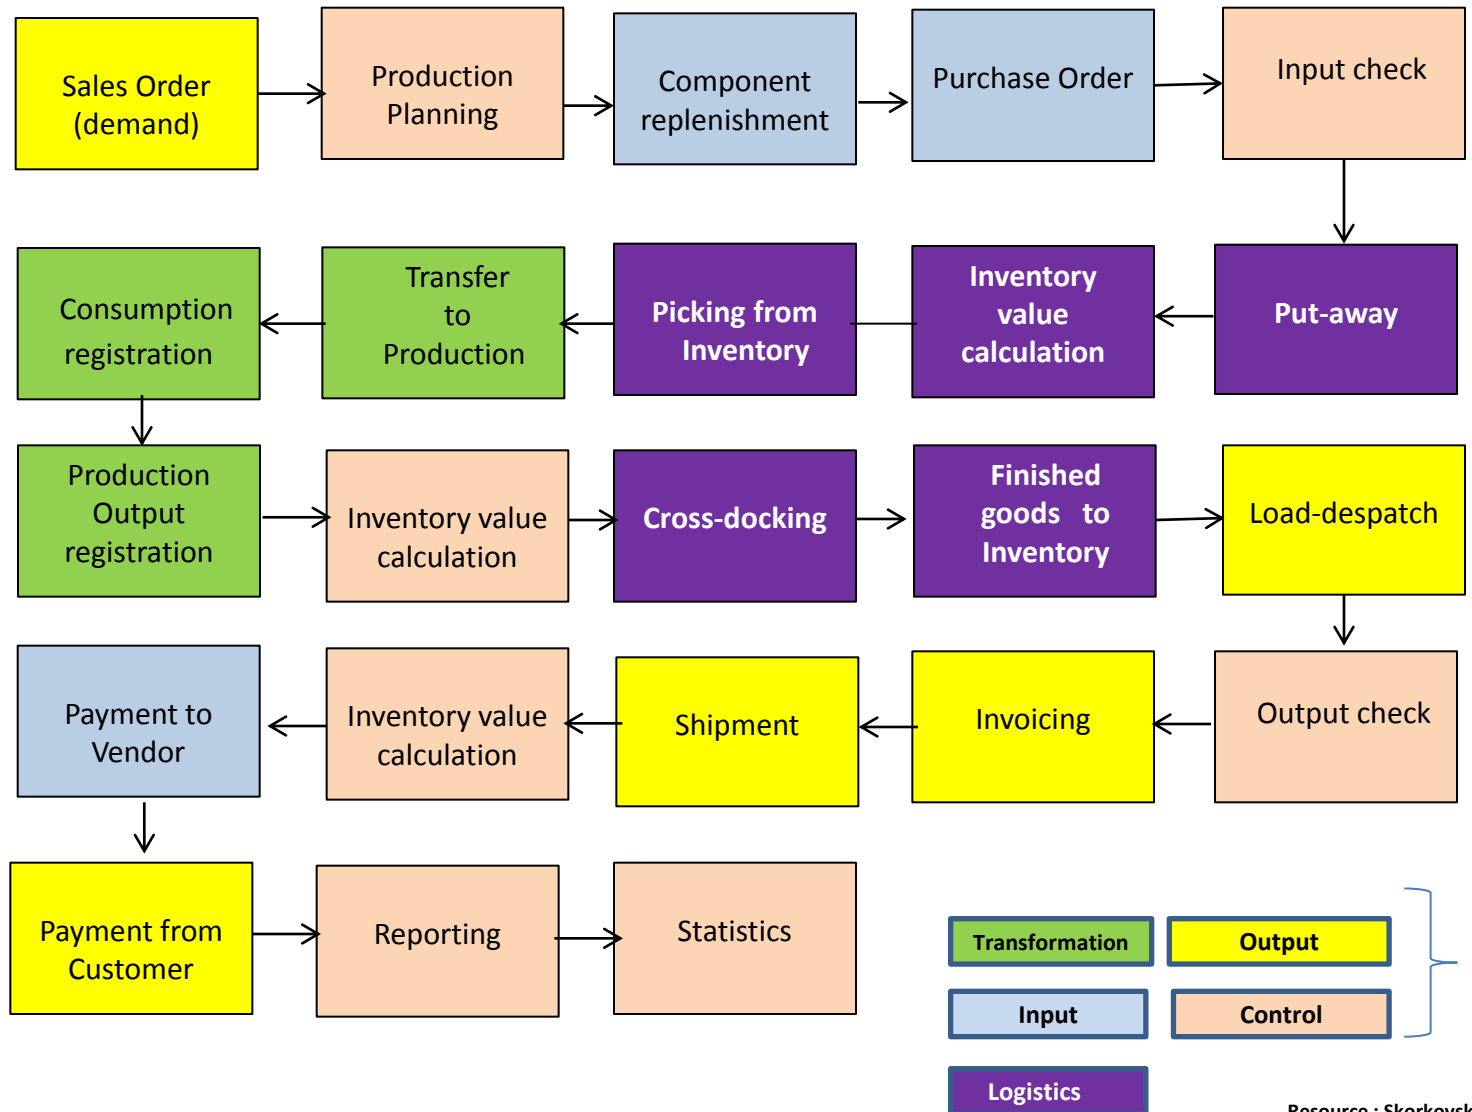 Sales Order
(demand)
Production
Planning
Component
replenishment
Purchase Order
Input check
Consumption
registration
Transfer
to
Production
Picking from
Inventory
Inventory
value
calculation
Put-away
Production
Output
registration
Inventory value
calculation
Cross-docking
Finished
goods to
Inventory
Load-despatch
Payment to
Vendor
Inventory value
calculation
Shipment
Invoicing
Output check
Payment from
Customer
Reporting
Statistics
Transformation
Output
Input
Control
Logistics
Resource : Skorkovsk